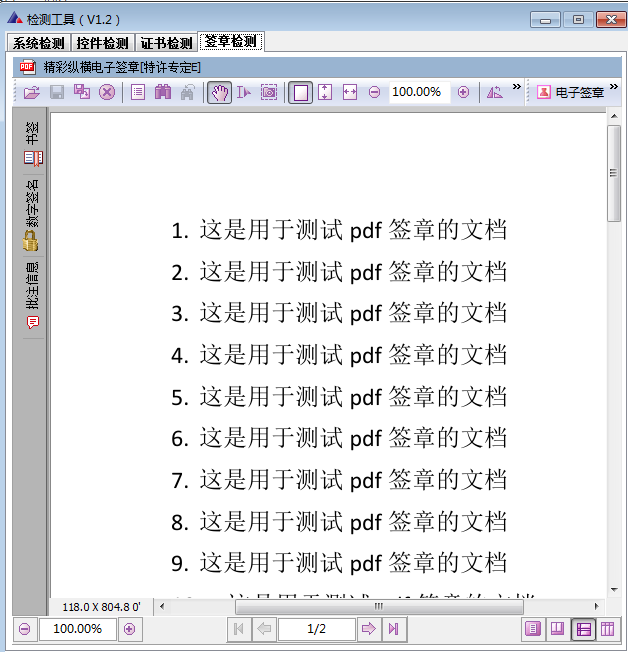 检测工具（V1.2）
系统检测 控件检测 证书检测 签章检测
PDF 精彩纵横电子签章[特许专定E]
100.00% » 电子签章 »
书签
数字签名
批注信息
1. 这是用于测试 pdf 签章的文档
2. 这是用于测试 pdf 签章的文档
3. 这是用于测试 pdf 签章的文档
4. 这是用于测试 pdf 签章的文档
5. 这是用于测试 pdf 签章的文档
6. 这是用于测试 pdf 签章的文档
7. 这是用于测试 pdf 签章的文档
8. 这是用于测试 pdf 签章的文档
9. 这是用于测试 pdf 签章的文档
118.0 X 804.8 0'
100.00% 1/2